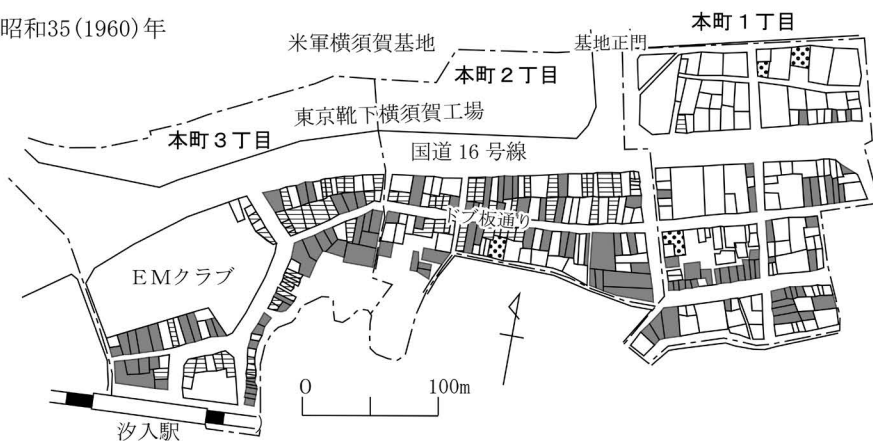 昭和35(1960)年
本町1丁目
米軍横須賀基地
基地正門
本町2丁目
東京靴下横須賀工場
本町3丁目
国道16号線
ドブ板通り
EMクラブ
0
100m
汐入駅